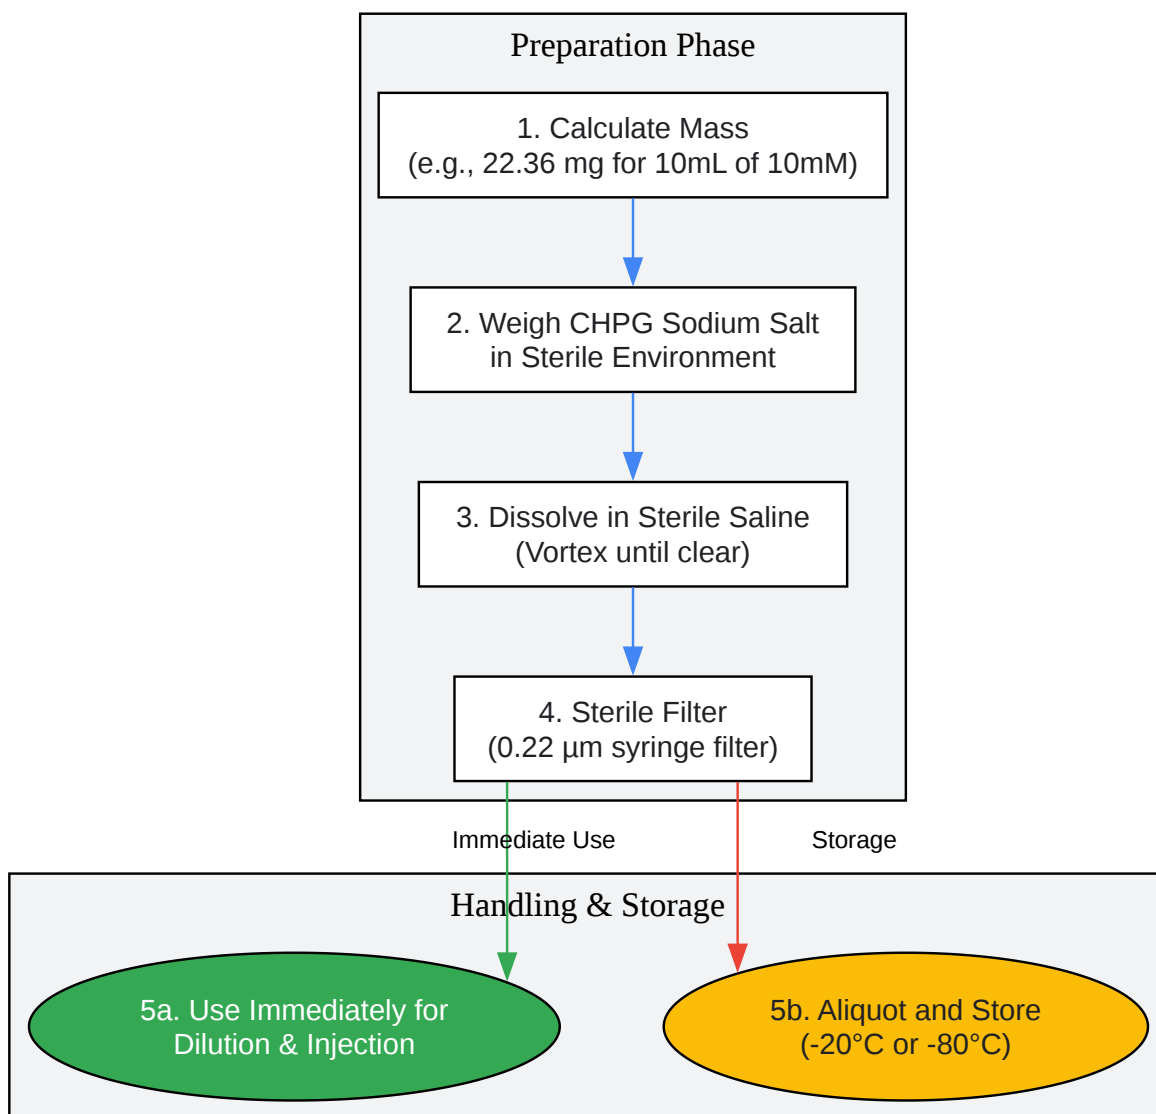 Preparation Phase
1. Calculate Mass
(e.g., 22.36 mg for 10mL of 10mM)
2. Weigh CHPG Sodium Salt
in Sterile Environment
3. Dissolve in Sterile Saline
(Vortex until clear)
4. Sterile Filter
(0.22 µm syringe filter)
Immediate Use
Storage
Handling & Storage
5a. Use Immediately for
Dilution & Injection
5b. Aliquot and Store
(-20°C or -80°C)